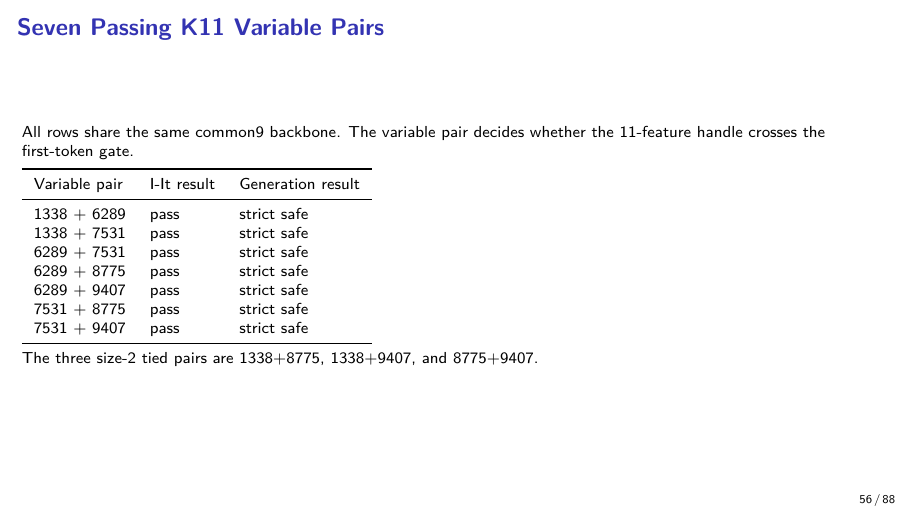 Seven Passing K11 Variable Pairs
All rows share the same common9 backbone. The variable pair decides whether the 11-feature handle crosses the
first-token gate.
Variable pair I-It result Generation result
1338 + 6289 pass strict safe
1338 + 7531 pass strict safe
6289 + 7531 pass strict safe
6289 + 8775 pass strict safe
6289 + 9407 pass strict safe
7531 + 8775 pass strict safe
7531 + 9407 pass strict safe
The three size-2 tied pairs are 1338+8775, 1338+9407, and 8775+9407.
56 / 88